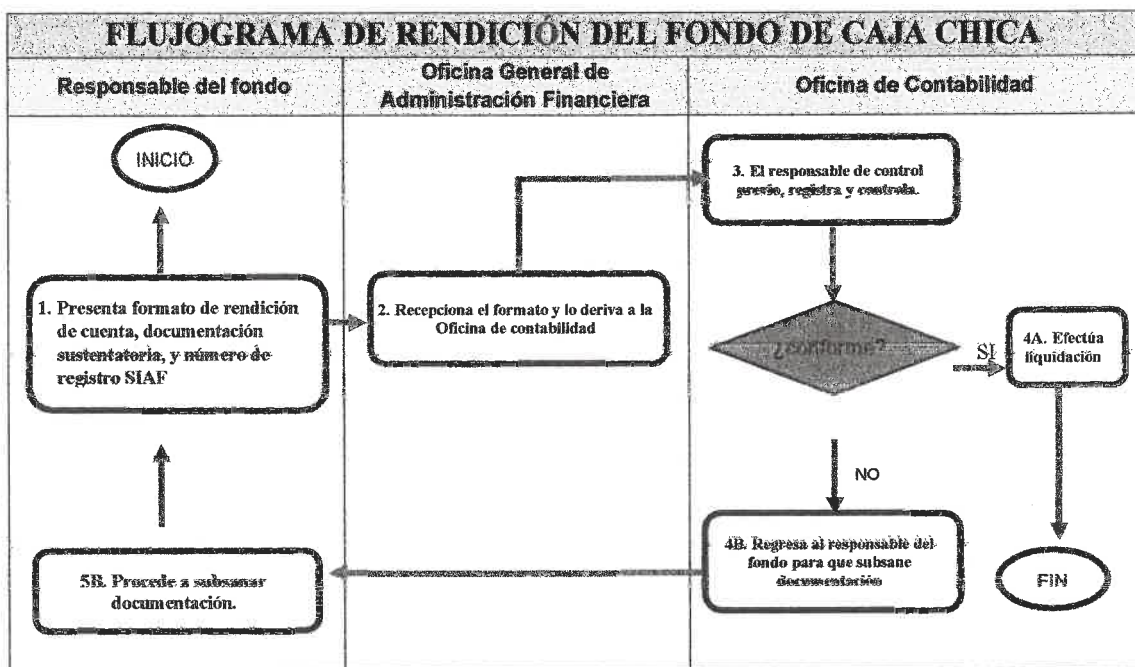 FLUJOGRAMA DE RENDICIÓN DEL FONDO DE CAJA CHICA
Responsable del fondo
Oficina General de
Administración Financiera
Oficina de Contabilidad
INICIO
1. Presenta formato de rendición
de cuenta, documentación
sustentatoria, y número de
registro SIAF
2. Recepciona el formato y lo deriva a la
Oficina de contabilidad
3. El responsable de control
previo, registra y controla.
¿conforme?
SI
4A. Efectúa
liquidación
NO
4B. Regresa al responsable del
fondo para que subsane
documentación
5B. Procede a subsanar
documentación.
FIN